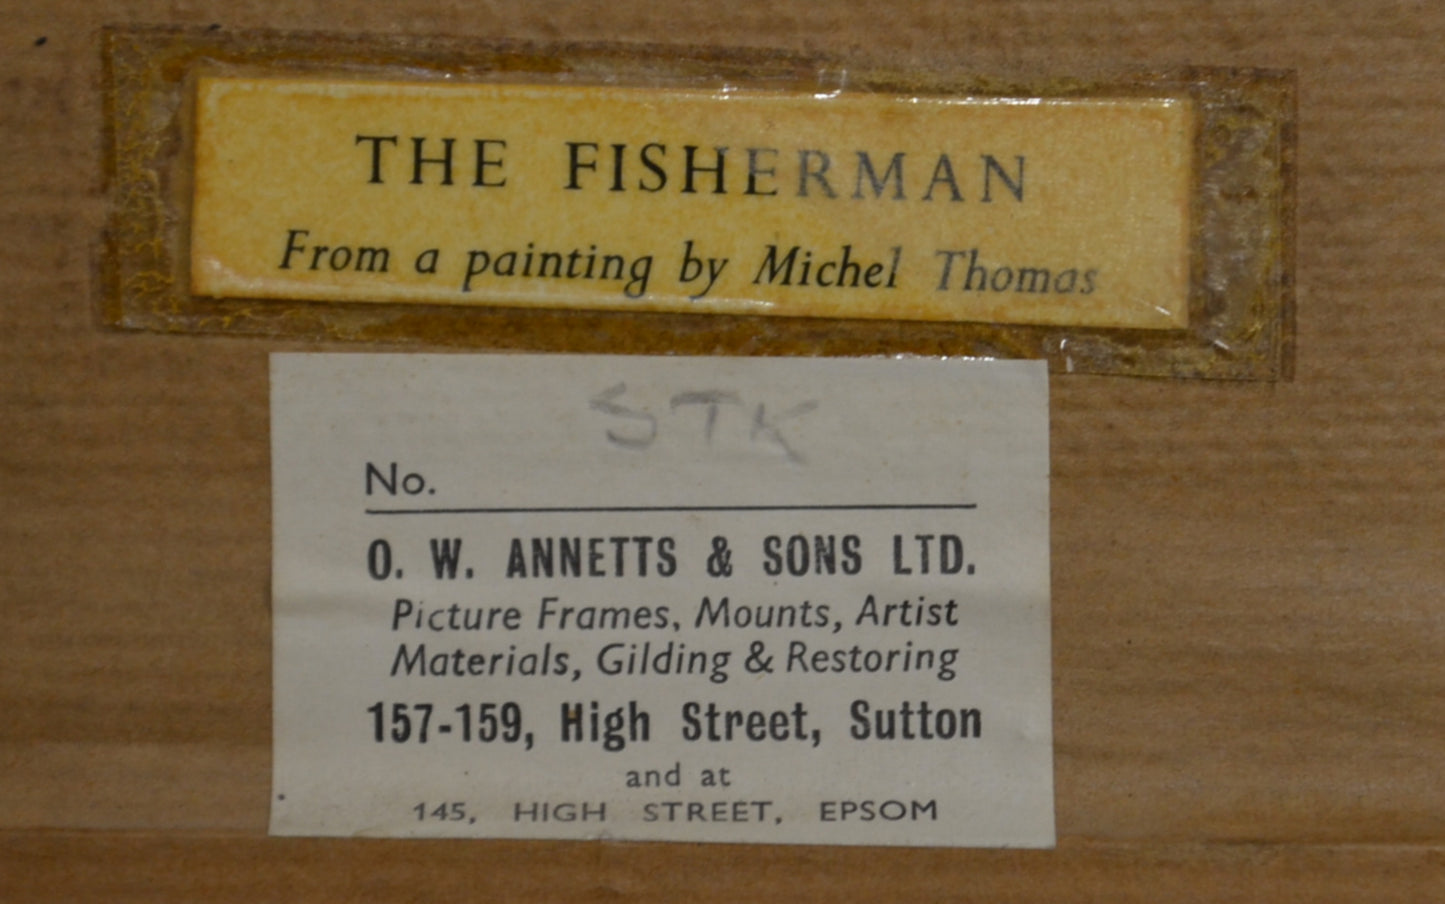 THE FISHERMAN
From a painting by Michel Thomas
STK
No.
O. W. ANNETTS & SONS LTD.
Picture Frames, Mounts, Artist
Materials, Gilding & Restoring
157-159, High Street, Sutton
and at
145, HIGH STREET, EPSOM